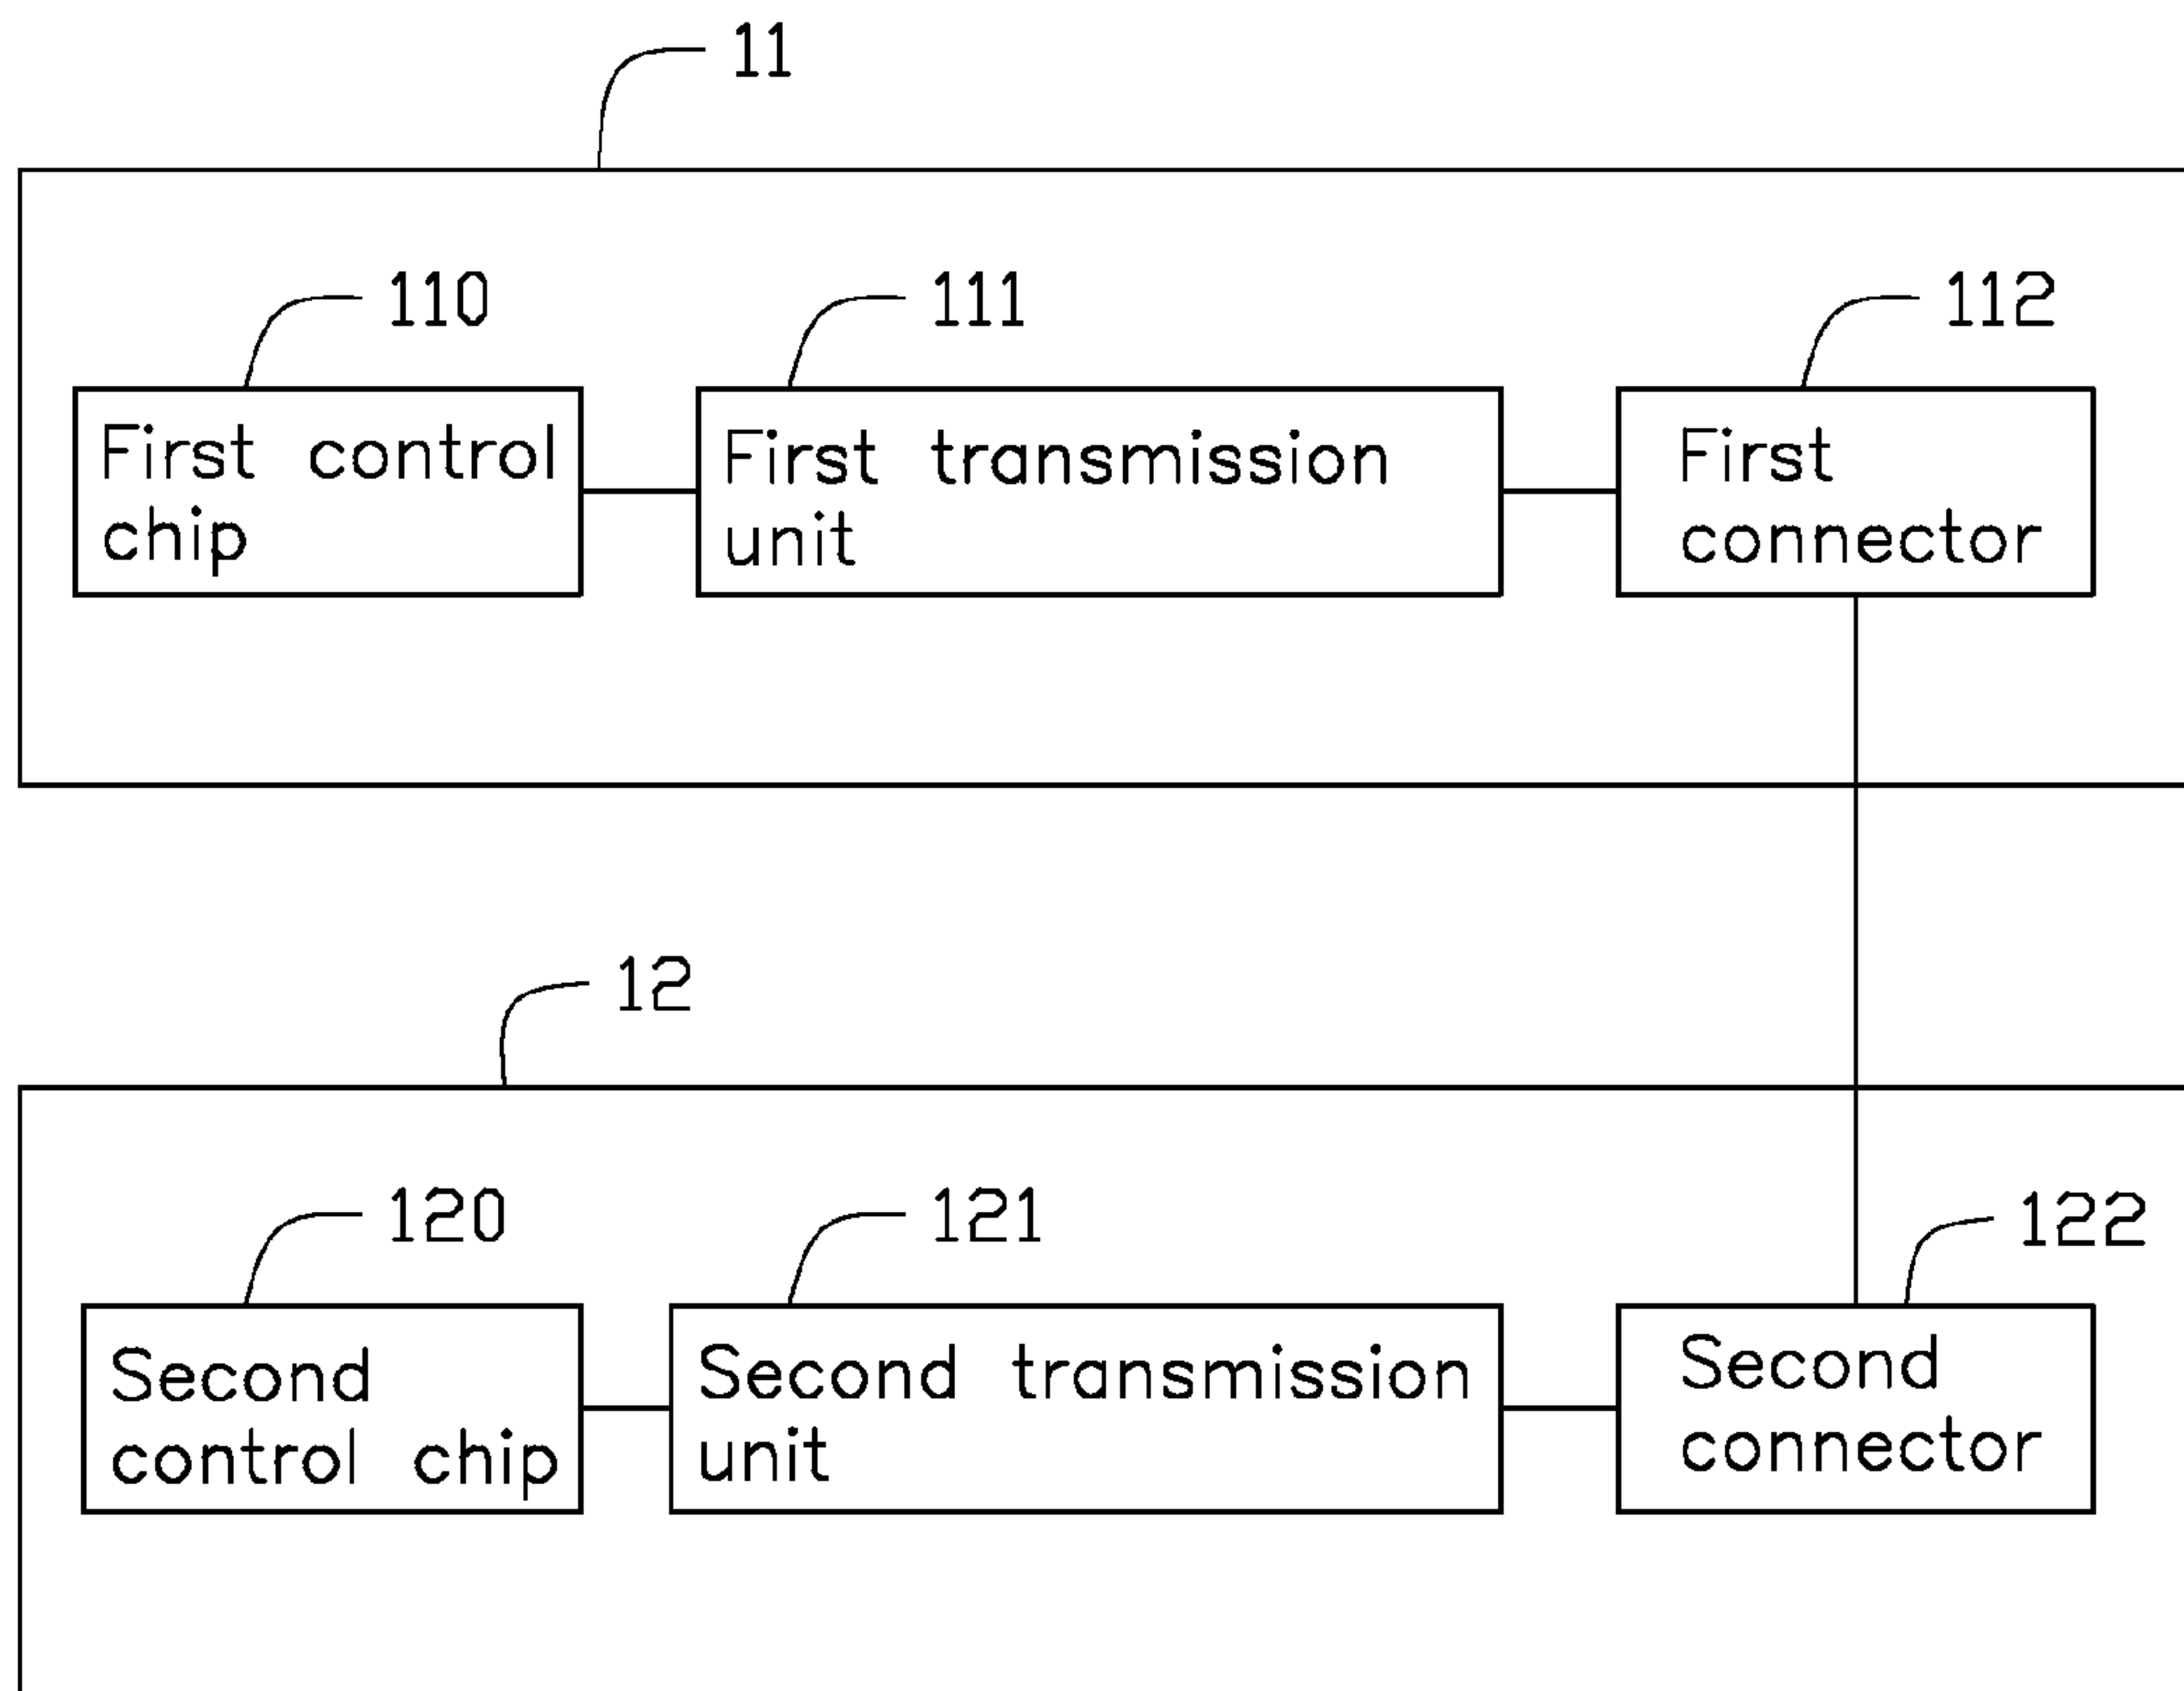 11
110
111
112
First control
chip
First transmission
unit
First
connector
12
120
121
122
Second
control chip
Second transmission
unit
Second
connector